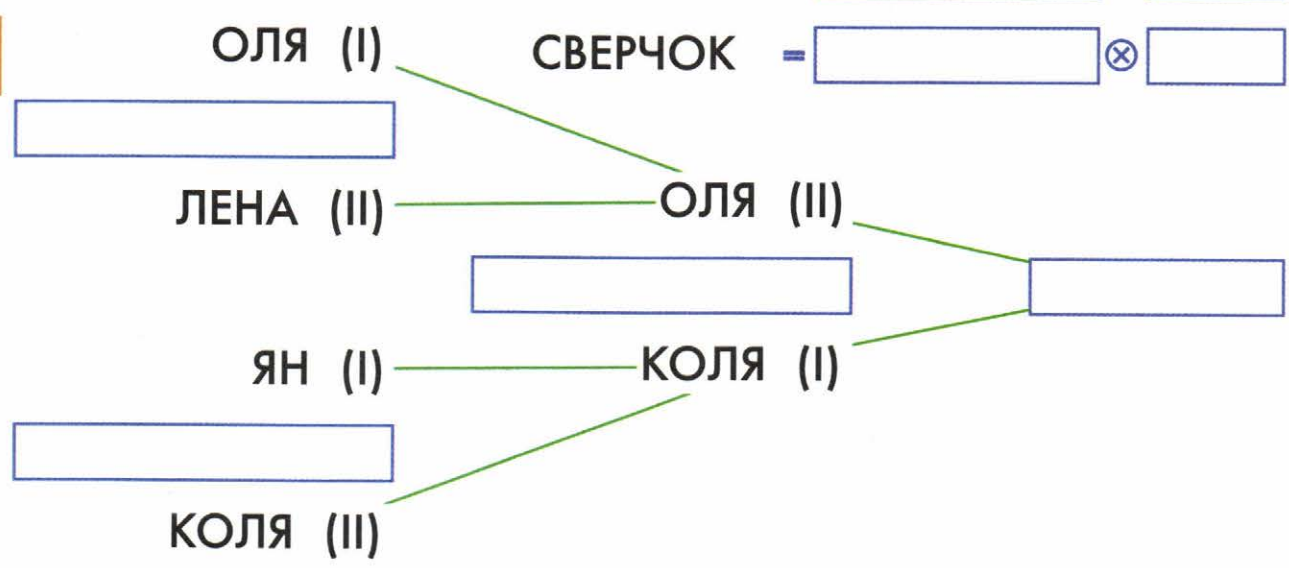 ОЛЯ (I)
СВЕРЧОК = ⊗
ЛЕНА (II)
ОЛЯ (II)
ЯН (I)
КОЛЯ (I)
КОЛЯ (II)